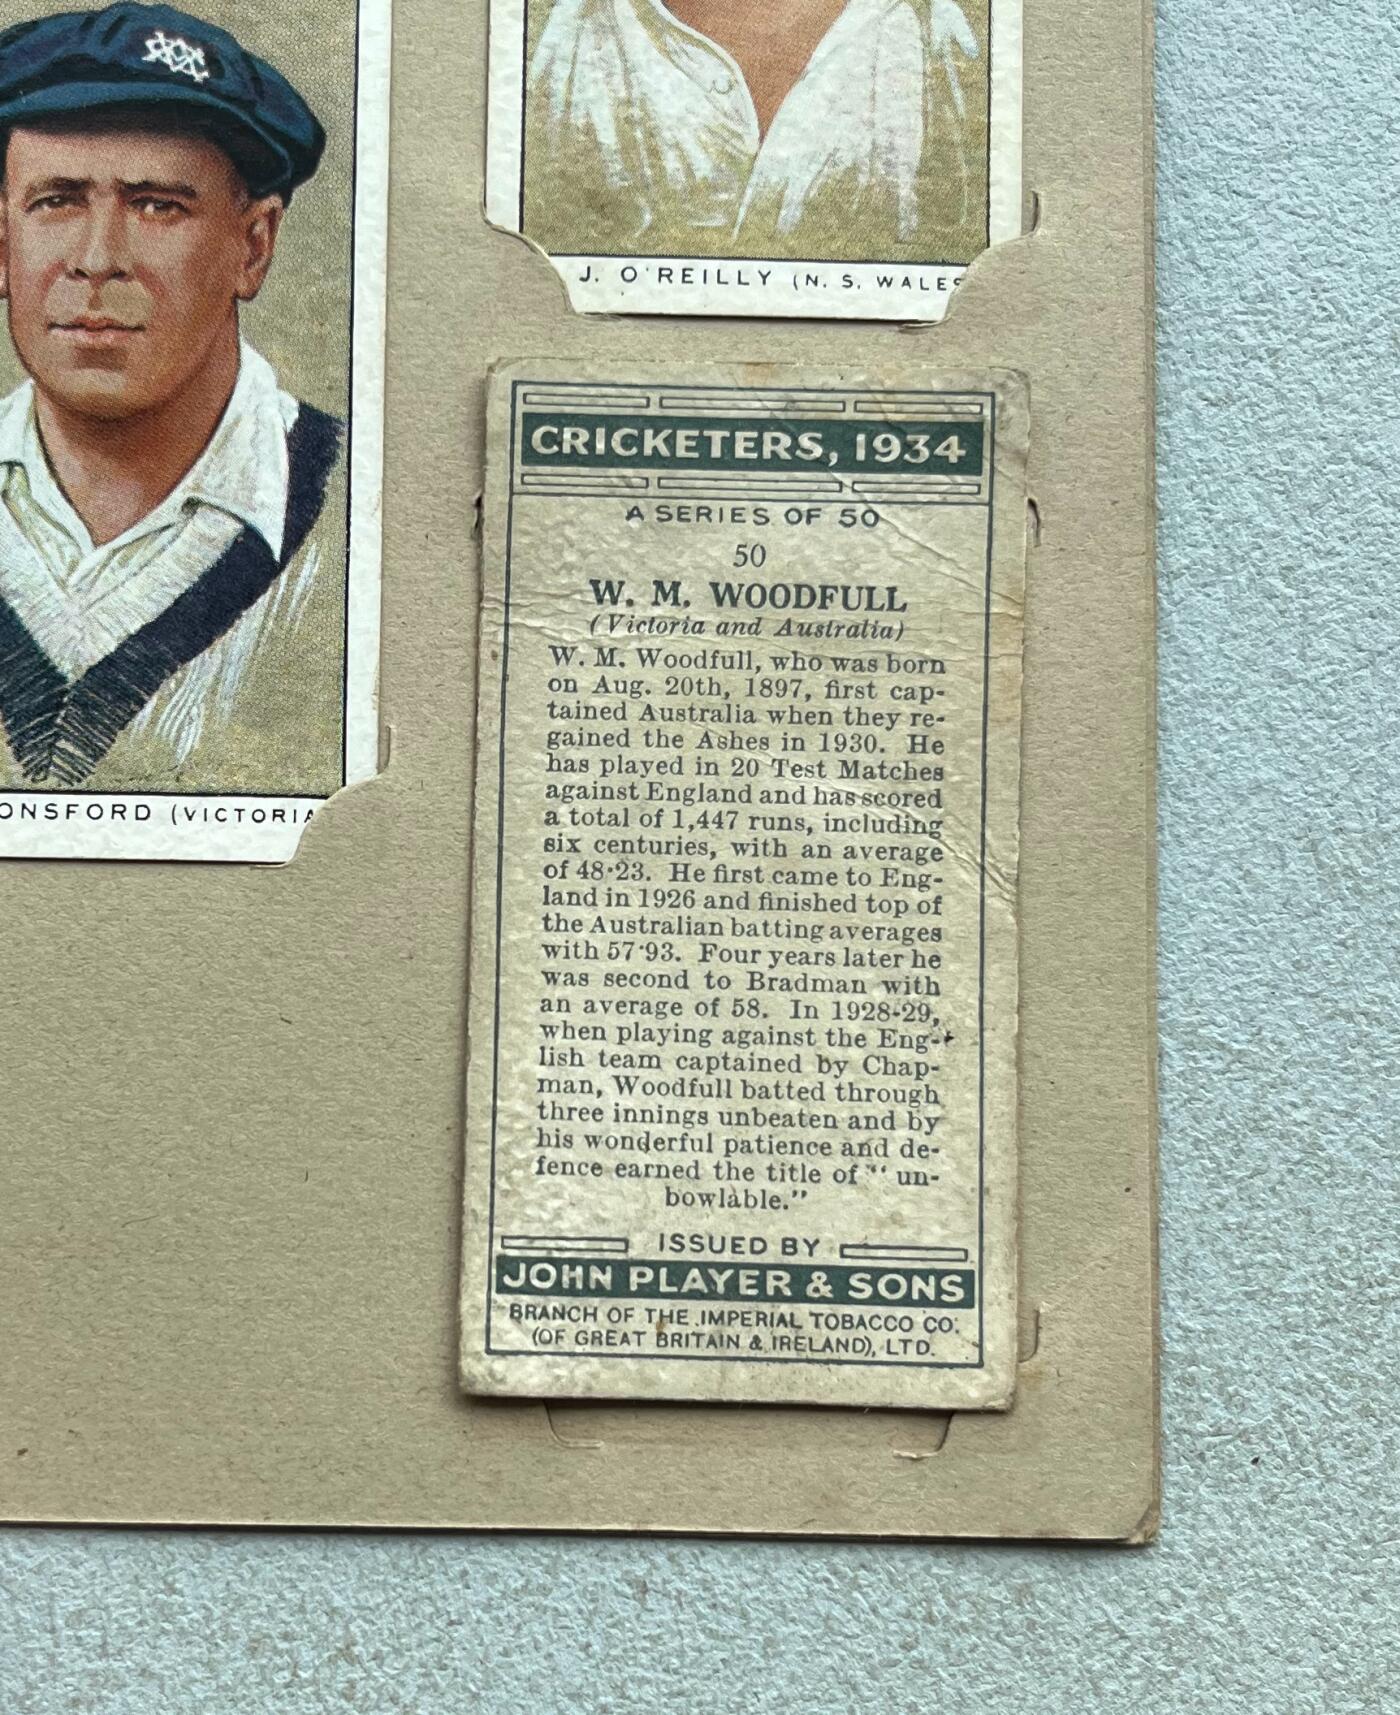 J. O'REILLY (N. S. WALES
ONSFORD (VICTORIA
CRICKETERS, 1934
A SERIES OF 50
50
W. M. WOODFULL
(Victoria and Australia)
W. M. Woodfull, who was born
on Aug. 20th, 1897, first cap-
tained Australia when they re-
gained the Ashes in 1930. He
has played in 20 Test Matches
against England and has scored
a total of 1,447 runs, including
six centuries, with an average
of 48·23. He first came to Eng-
land in 1926 and finished top of
the Australian batting averages
with 57·93. Four years later he
was second to Bradman with
an average of 58. In 1928-29,
when playing against the Eng-
lish team captained by Chap-
man, Woodfull batted through
three innings unbeaten and by
his wonderful patience and de-
fence earned the title of "un-
bowlable."
ISSUED BY
JOHN PLAYER & SONS
BRANCH OF THE IMPERIAL TOBACCO CO.
(OF GREAT BRITAIN & IRELAND), LTD.